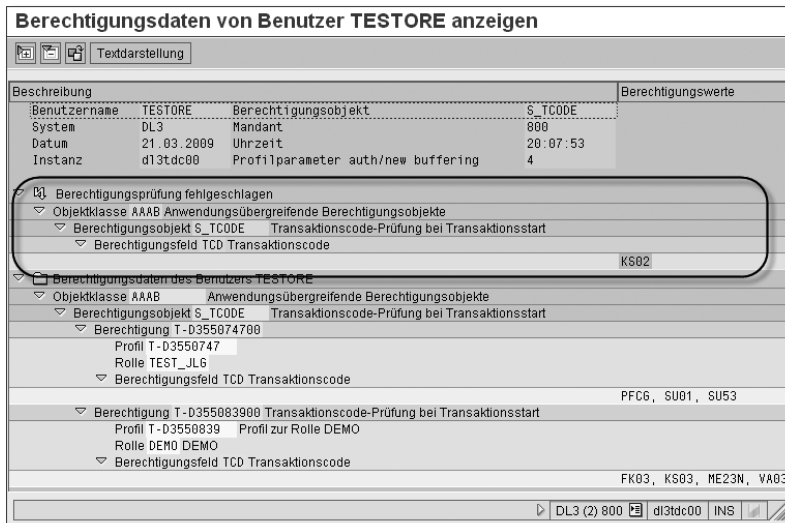 Berechtigungsdaten von Benutzer TESTORE anzeigen
Textdarstellung
Beschreibung Berechtigungswerte
Benutzername TESTORE Berechtigungsobjekt S_TCODE
System DL3 Mandant 800
Datum 21.03.2009 Uhrzeit 20:07:53
Instanz dl3tdc00 Profilparameter auth/new buffering 4
Berechtigungsprüfung fehlgeschlagen
Objektklasse AAAB Anwendungsübergreifende Berechtigungsobjekte
Berechtigungsobjekt S_TCODE Transaktionscode-Prüfung bei Transaktionsstart
Berechtigungsfeld TCD Transaktionscode
KS02
Berechtigungsdaten des Benutzers TESTORE
Objektklasse AAAB Anwendungsübergreifende Berechtigungsobjekte
Berechtigungsobjekt S_TCODE Transaktionscode-Prüfung bei Transaktionsstart
Berechtigung T-D355074700
Profil T-D3550747
Rolle TEST_JLG
Berechtigungsfeld TCD Transaktionscode
PFCG, SU01, SU53
Berechtigung T-D355083900 Transaktionscode-Prüfung bei Transaktionsstart
Profil T-D3550839 Profil zur Rolle DEMO
Rolle DEMO DEMO
Berechtigungsfeld TCD Transaktionscode
FK03, KS03, ME23N, VA03
DL3 (2) 800 dl3tdc00 INS